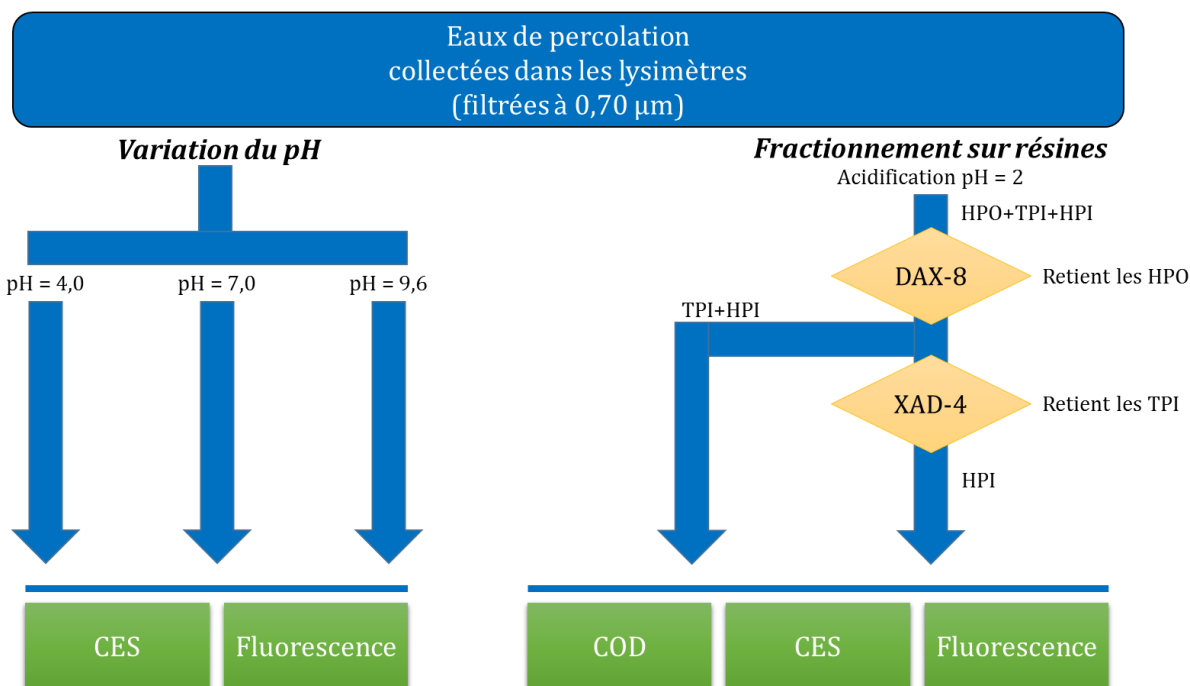 Eaux de percolation
collectées dans les lysimètres
(filtrées à 0,70 µm)
Variation du pH
pH = 4,0
pH = 7,0
pH = 9,6
CES
Fluorescence
Fractionnement sur résines
Acidification pH = 2
HPO+TPI+HPI
DAX-8
Retient les HPO
TPI+HPI
XAD-4
Retient les TPI
HPI
COD
CES
Fluorescence